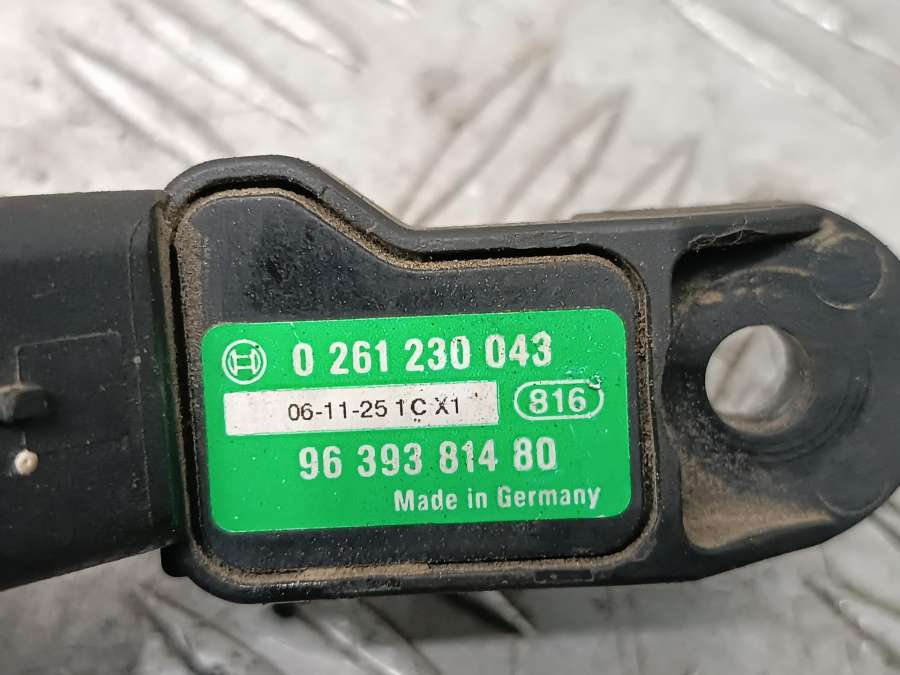 0 261 230 043
06-11-25 1C X1 816
96 393 814 80
Made in Germany